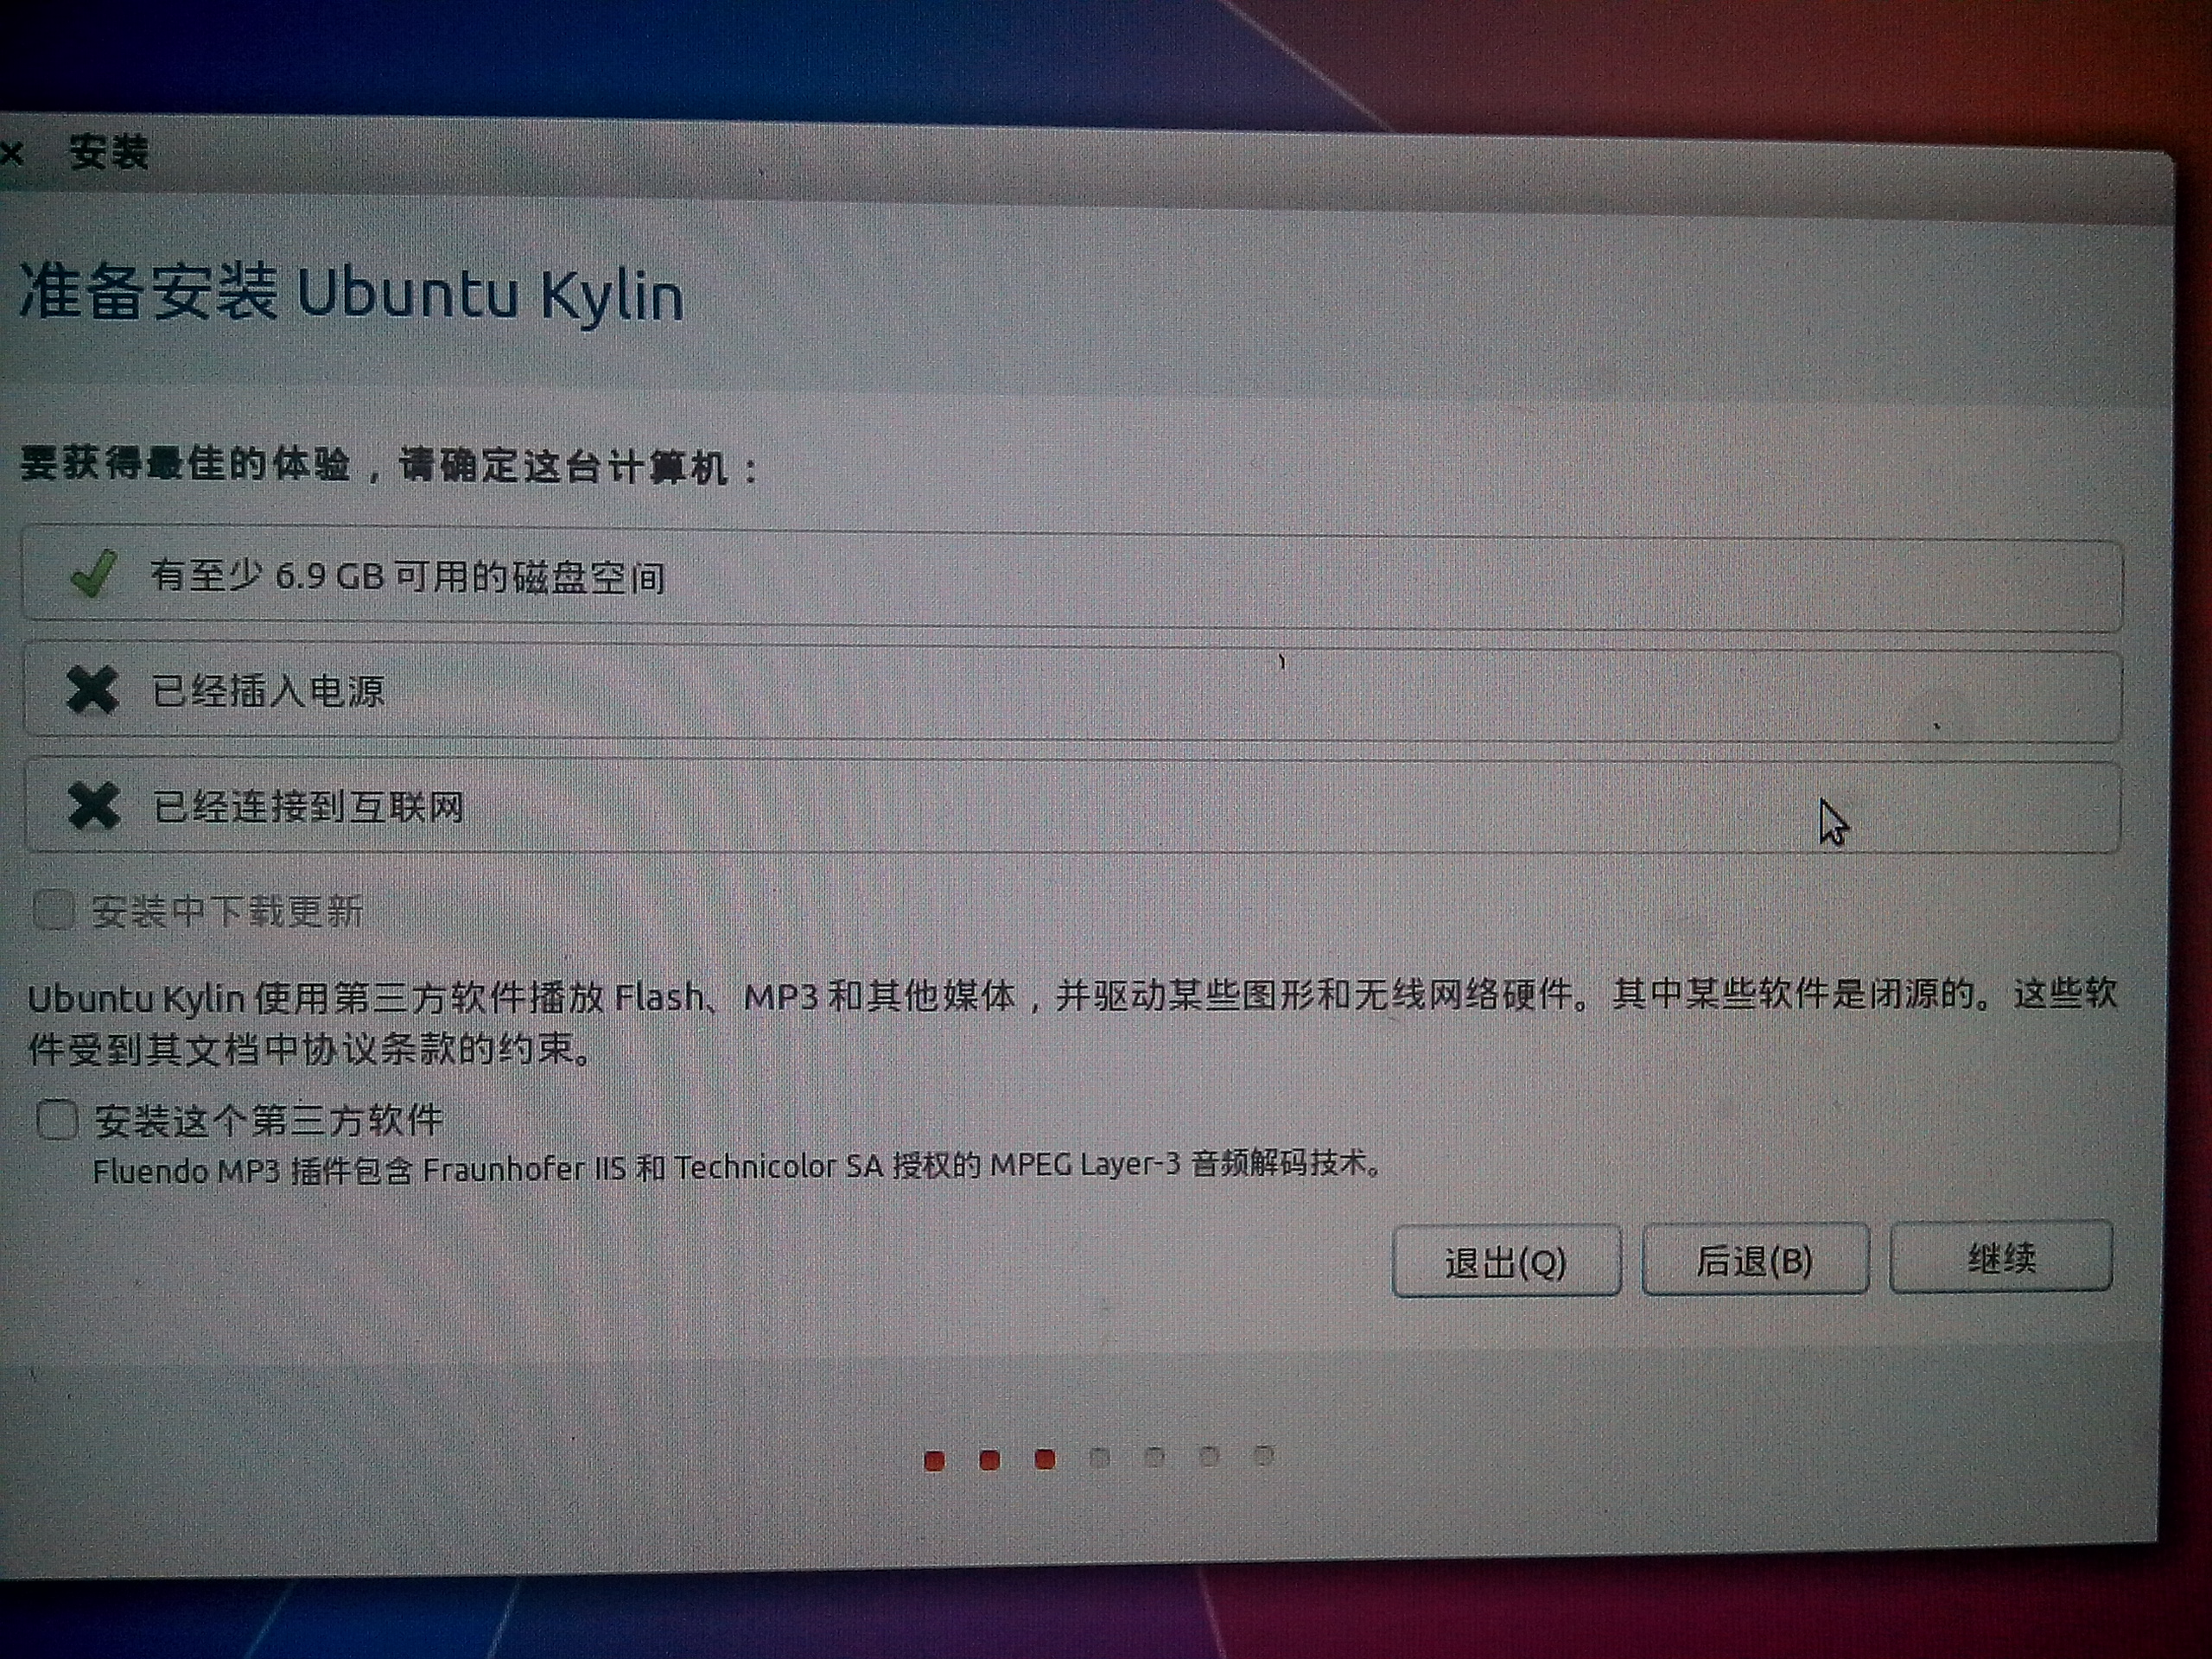 安装
准备安装 Ubuntu Kylin
要获得最佳的体验，请确定这台计算机：
有至少 6.9 GB 可用的磁盘空间
已经插入电源
已经连接到互联网
安装中下载更新
Ubuntu Kylin 使用第三方软件播放 Flash、MP3 和其他媒体，并驱动某些图形和无线网络硬件。其中某些软件是闭源的。这些软
件受到其文档中协议条款的约束。
安装这个第三方软件
Fluendo MP3 插件包含 Fraunhofer IIS 和 Technicolor SA 授权的 MPEG Layer-3 音频解码技术。
退出(Q) 后退(B) 继续